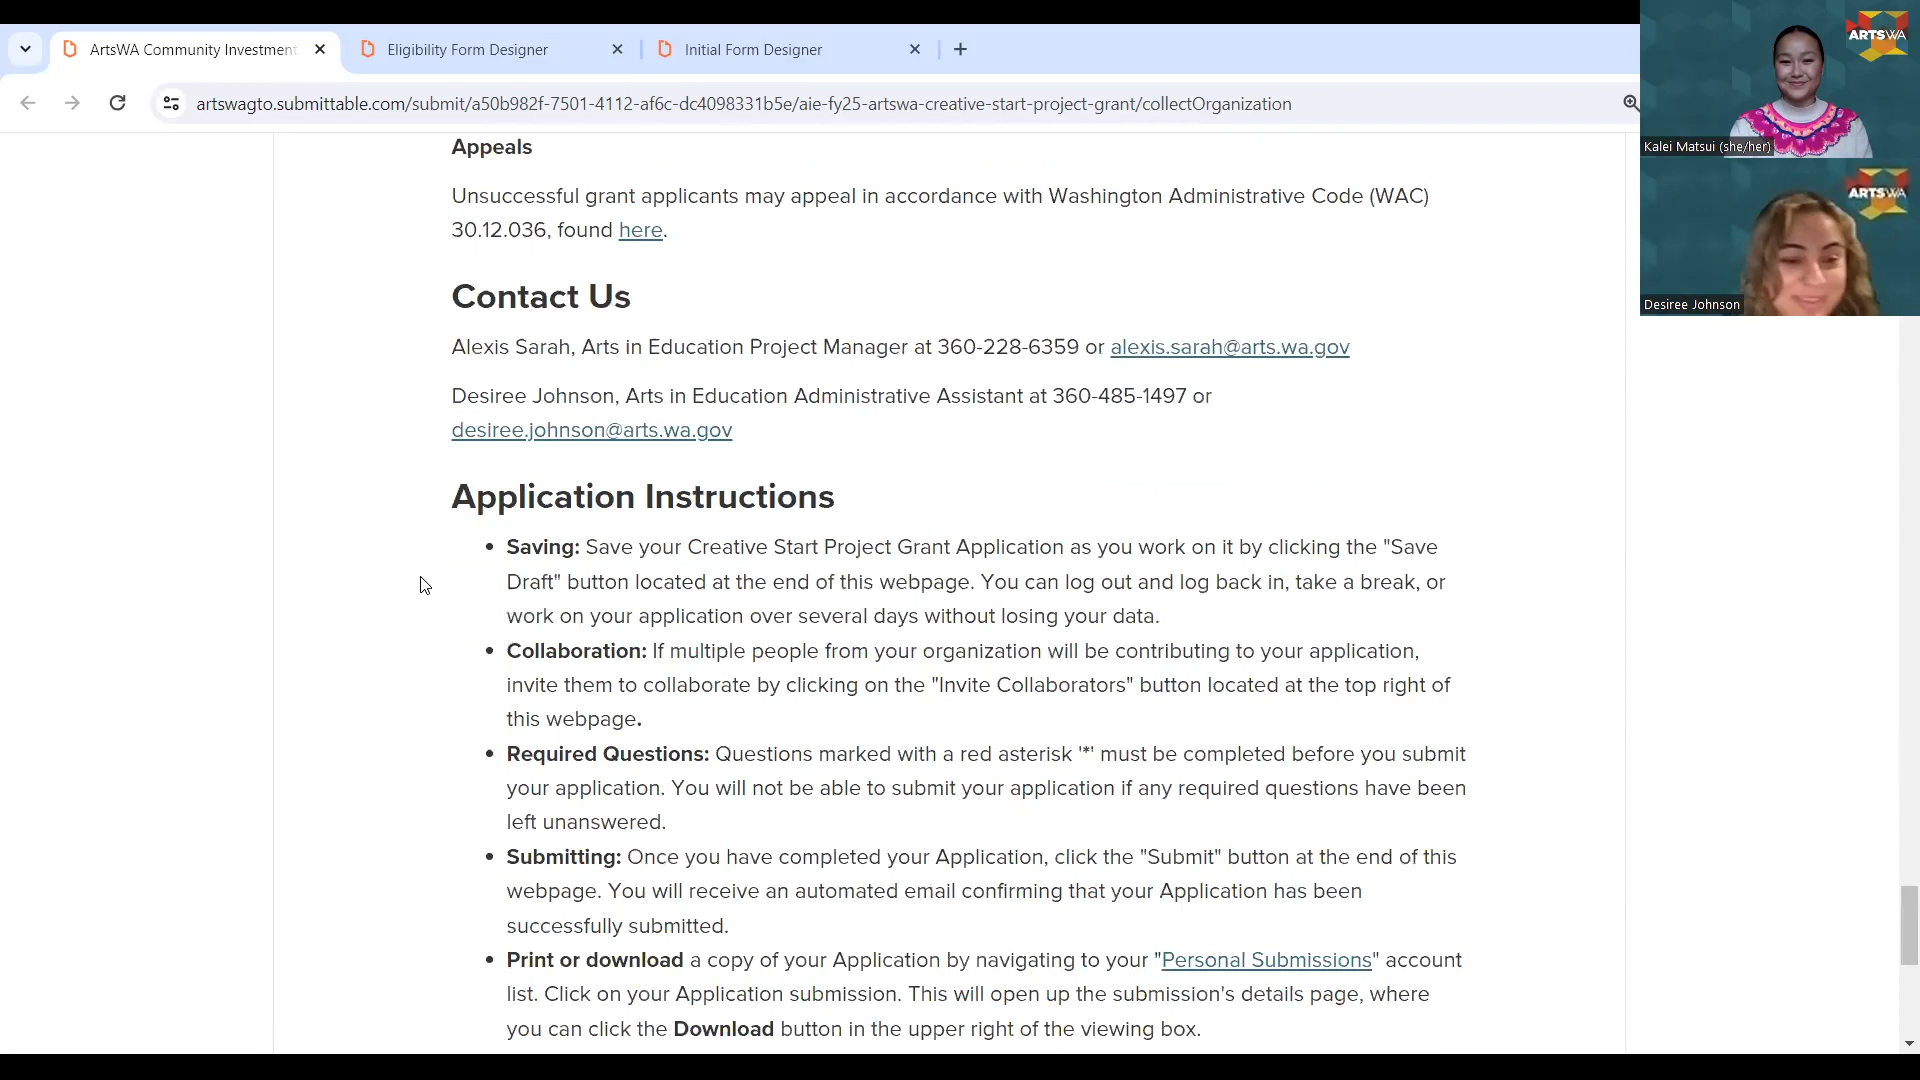 ArtsWA Community Investment
Eligibility Form Designer
Initial Form Designer
artswagto.submittable.com/submit/a50b982f-7501-4112-af6c-dc4098331b5e/aie-fy25-artswa-creative-start-project-grant/collectOrganization
ARTSWA
Kalei Matsui (she/her)
ARTSWA
Desiree Johnson
Appeals
Unsuccessful grant applicants may appeal in accordance with Washington Administrative Code (WAC)
30.12.036, found here.
Contact Us
Alexis Sarah, Arts in Education Project Manager at 360-228-6359 or alexis.sarah@arts.wa.gov
Desiree Johnson, Arts in Education Administrative Assistant at 360-485-1497 or
desiree.johnson@arts.wa.gov
Application Instructions
• Saving: Save your Creative Start Project Grant Application as you work on it by clicking the "Save
Draft" button located at the end of this webpage. You can log out and log back in, take a break, or
work on your application over several days without losing your data.
• Collaboration: If multiple people from your organization will be contributing to your application,
invite them to collaborate by clicking on the "Invite Collaborators" button located at the top right of
this webpage.
• Required Questions: Questions marked with a red asterisk '*' must be completed before you submit
your application. You will not be able to submit your application if any required questions have been
left unanswered.
• Submitting: Once you have completed your Application, click the "Submit" button at the end of this
webpage. You will receive an automated email confirming that your Application has been
successfully submitted.
• Print or download a copy of your Application by navigating to your "Personal Submissions" account
list. Click on your Application submission. This will open up the submission's details page, where
you can click the Download button in the upper right of the viewing box.